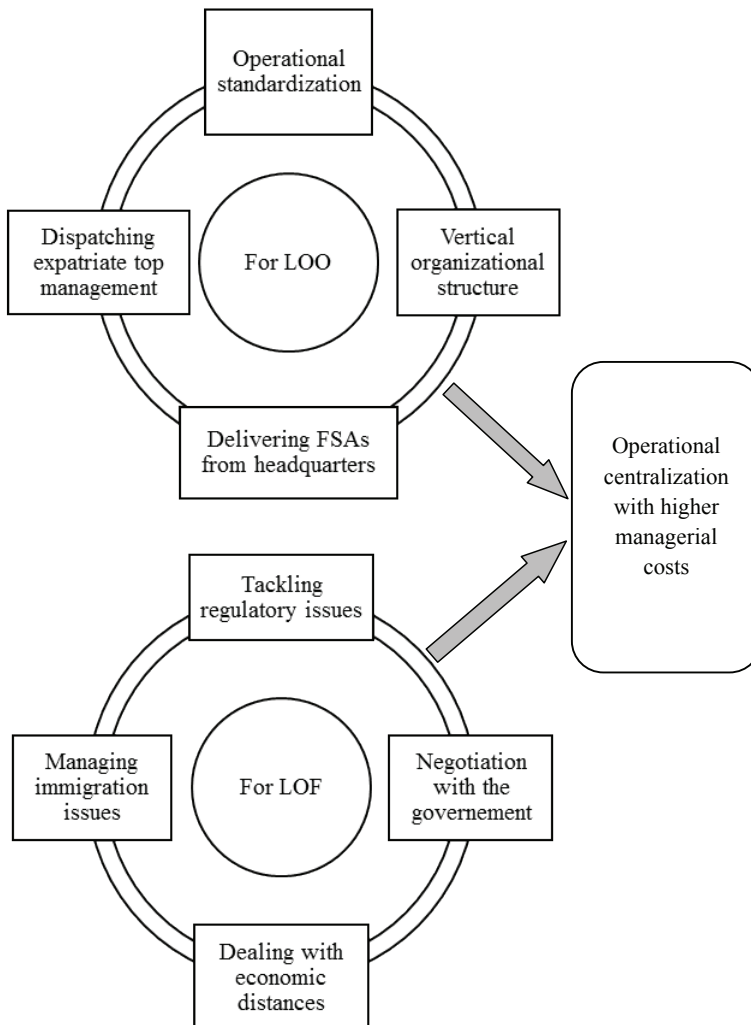 Operational
standardization
Dispatching
expatriate top
management
For LOO
Vertical
organizational
structure
Delivering FSAs
from headquarters
Operational
centralization
with higher
managerial
costs
Tackling
regulatory issues
Managing
immigration
issues
For LOF
Negotiation
with the
governement
Dealing with
economic
distances